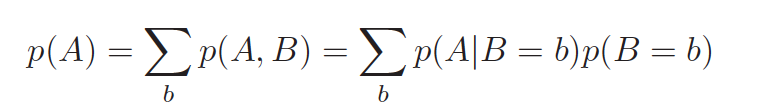 p(A) = ∑_b p(A, B) = ∑_b p(A|B = b)p(B = b)